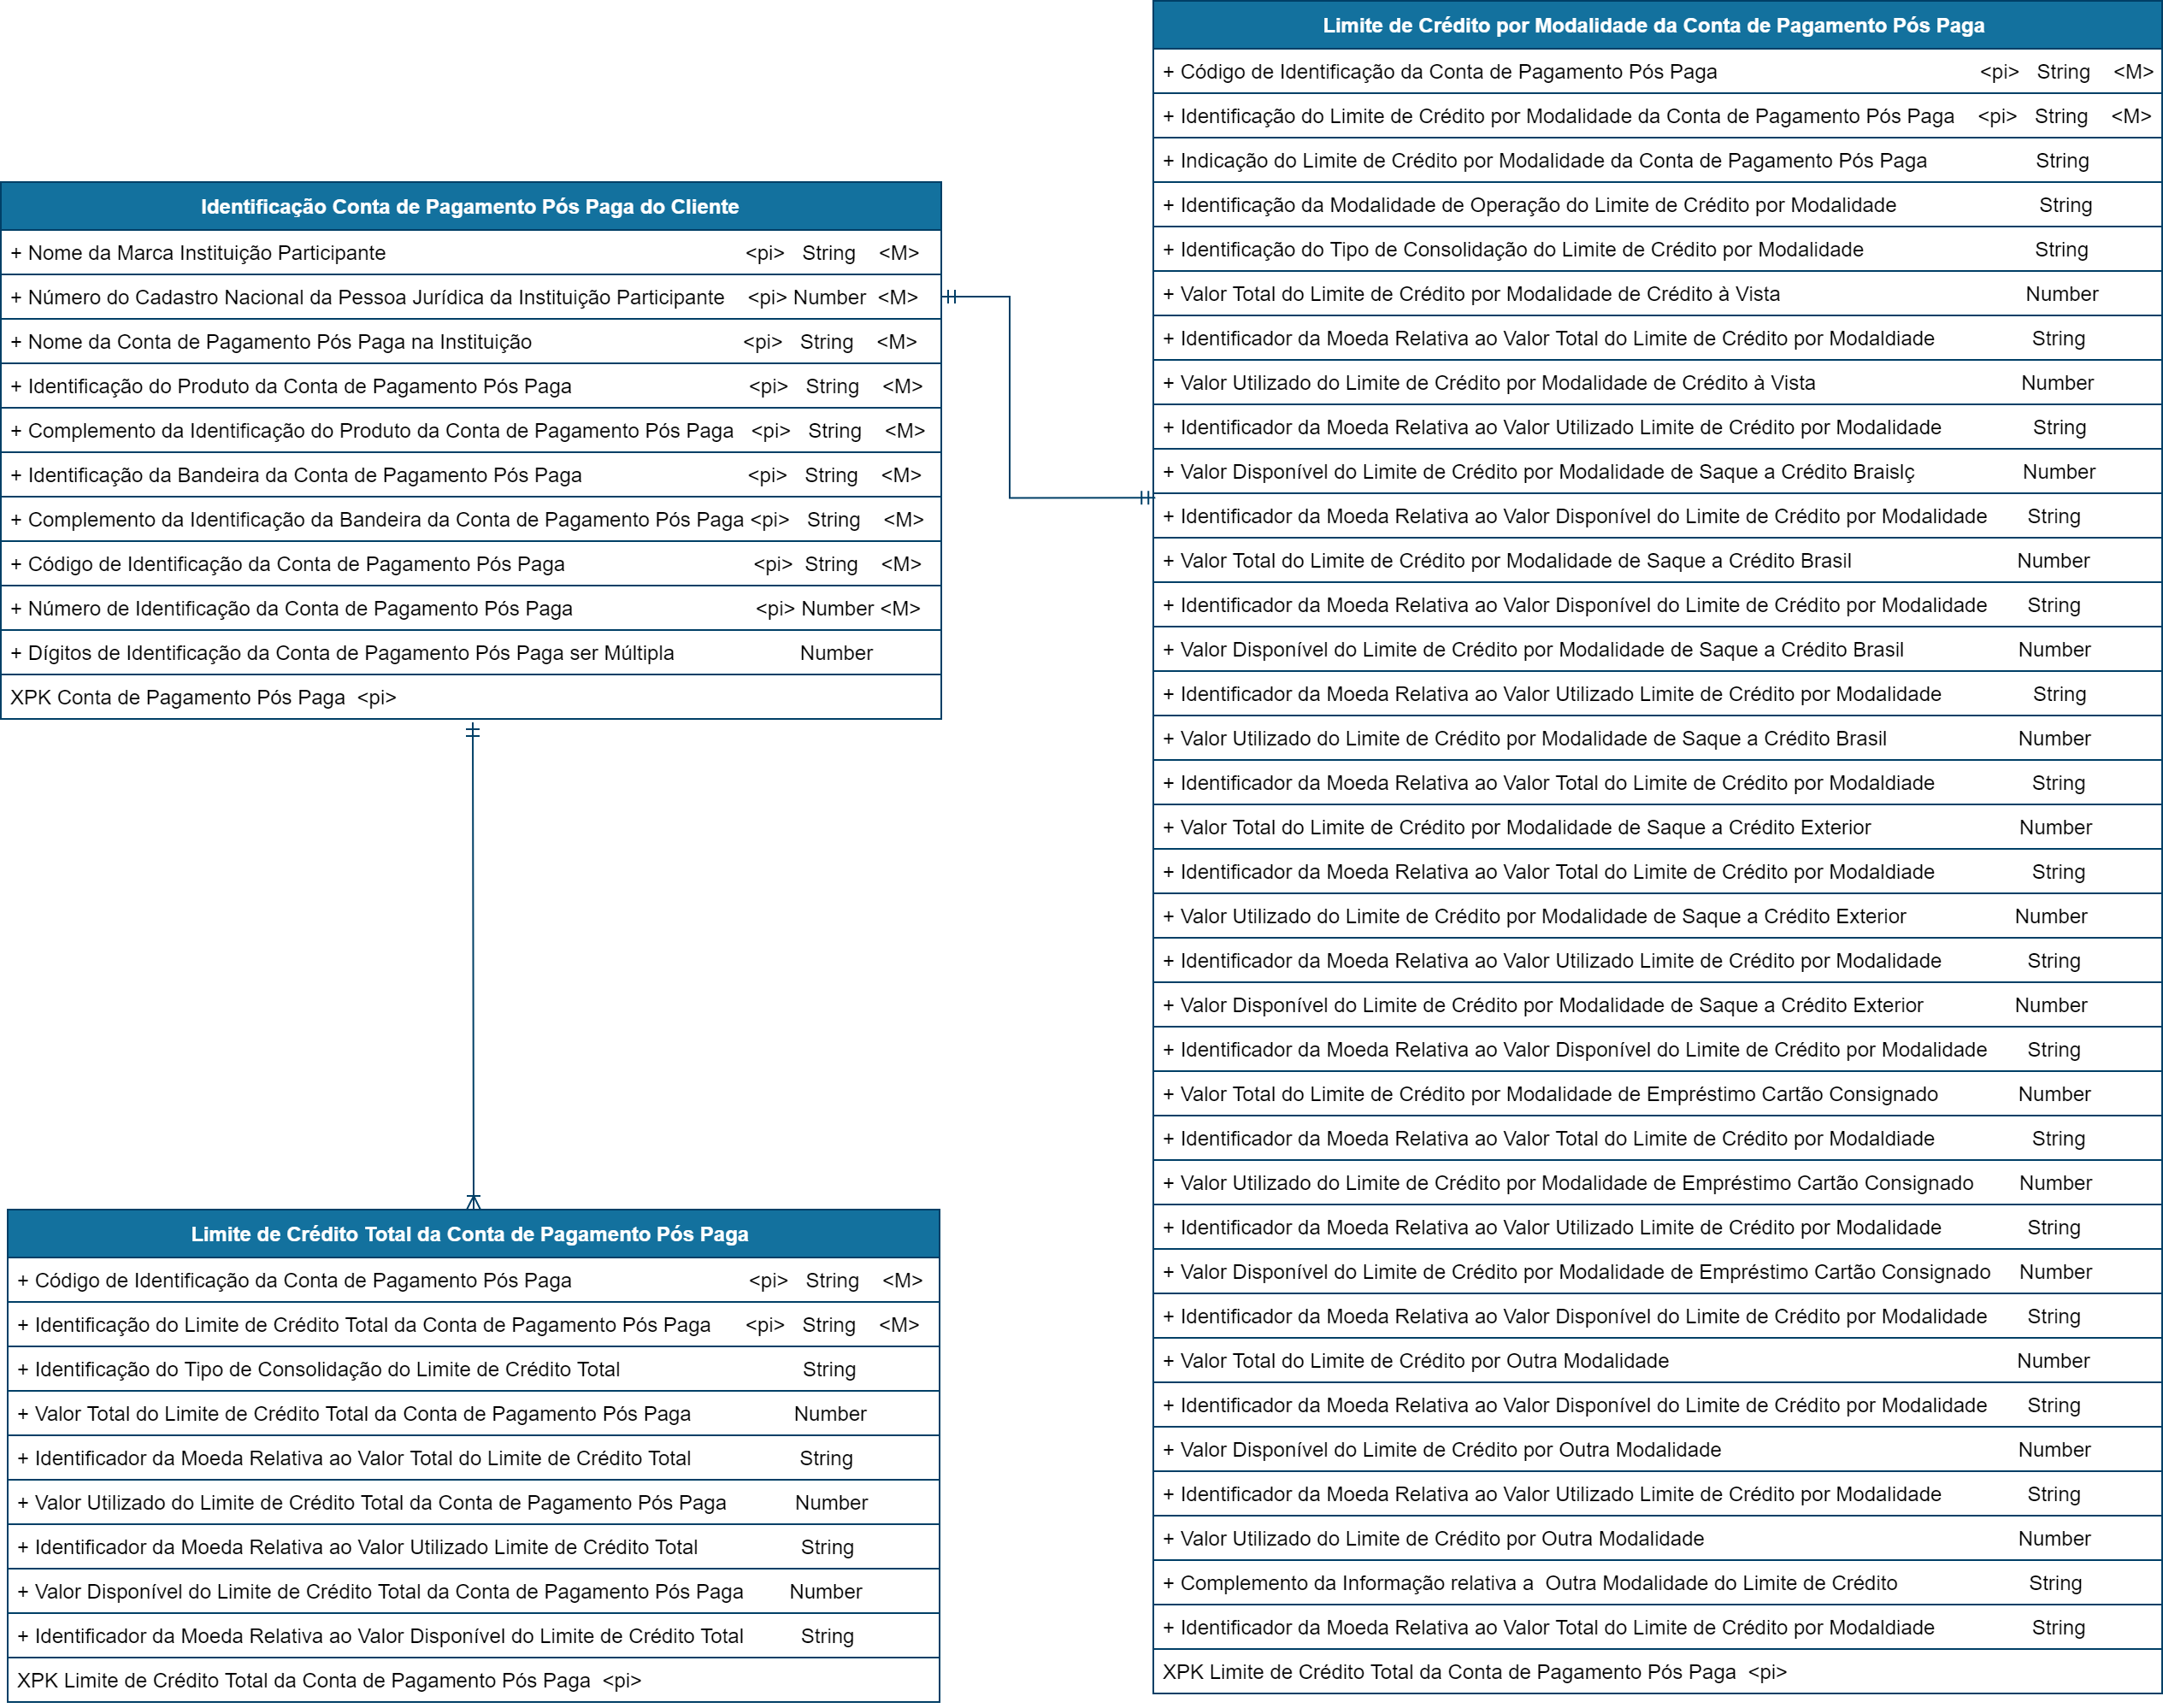 Identificação Conta de Pagamento Pós Paga do Cliente
+ Nome da Marca Instituição Participante <pi> String <M>
+ Número do Cadastro Nacional da Pessoa Jurídica da Instituição Participante <pi> Number <M>
+ Nome da Conta de Pagamento Pós Paga na Instituição <pi> String <M>
+ Identificação do Produto da Conta de Pagamento Pós Paga <pi> String <M>
+ Complemento da Identificação do Produto da Conta de Pagamento Pós Paga <pi> String <M>
+ Identificação da Bandeira da Conta de Pagamento Pós Paga <pi> String <M>
+ Complemento da Identificação da Bandeira da Conta de Pagamento Pós Paga <pi> String <M>
+ Código de Identificação da Conta de Pagamento Pós Paga <pi> String <M>
+ Número de Identificação da Conta de Pagamento Pós Paga <pi> Number <M>
+ Dígitos de Identificação da Conta de Pagamento Pós Paga ser Múltipla Number
XPK Conta de Pagamento Pós Paga <pi>
Limite de Crédito Total da Conta de Pagamento Pós Paga
+ Código de Identificação da Conta de Pagamento Pós Paga <pi> String <M>
+ Identificação do Limite de Crédito Total da Conta de Pagamento Pós Paga <pi> String <M>
+ Identificação do Tipo de Consolidação do Limite de Crédito Total String
+ Valor Total do Limite de Crédito Total da Conta de Pagamento Pós Paga Number
+ Identificador da Moeda Relativa ao Valor Total do Limite de Crédito Total String
+ Valor Utilizado do Limite de Crédito Total da Conta de Pagamento Pós Paga Number
+ Identificador da Moeda Relativa ao Valor Utilizado Limite de Crédito Total String
+ Valor Disponível do Limite de Crédito Total da Conta de Pagamento Pós Paga Number
+ Identificador da Moeda Relativa ao Valor Disponível do Limite de Crédito Total String
XPK Limite de Crédito Total da Conta de Pagamento Pós Paga <pi>
Limite de Crédito por Modalidade da Conta de Pagamento Pós Paga
+ Código de Identificação da Conta de Pagamento Pós Paga <pi> String <M>
+ Identificação do Limite de Crédito por Modalidade da Conta de Pagamento Pós Paga <pi> String <M>
+ Indicação do Limite de Crédito por Modalidade da Conta de Pagamento Pós Paga String
+ Identificação da Modalidade de Operação do Limite de Crédito por Modalidade String
+ Identificação do Tipo de Consolidação do Limite de Crédito por Modalidade String
+ Valor Total do Limite de Crédito por Modalidade de Crédito à Vista Number
+ Identificador da Moeda Relativa ao Valor Total do Limite de Crédito por Modaldiade String
+ Valor Utilizado do Limite de Crédito por Modalidade de Crédito à Vista Number
+ Identificador da Moeda Relativa ao Valor Utilizado Limite de Crédito por Modalidade String
+ Valor Disponível do Limite de Crédito por Modalidade de Saque a Crédito Braislç Number
+ Identificador da Moeda Relativa ao Valor Disponível do Limite de Crédito por Modalidade String
+ Valor Total do Limite de Crédito por Modalidade de Saque a Crédito Brasil Number
+ Identificador da Moeda Relativa ao Valor Disponível do Limite de Crédito por Modalidade String
+ Valor Disponível do Limite de Crédito por Modalidade de Saque a Crédito Brasil Number
+ Identificador da Moeda Relativa ao Valor Utilizado Limite de Crédito por Modalidade String
+ Valor Utilizado do Limite de Crédito por Modalidade de Saque a Crédito Brasil Number
+ Identificador da Moeda Relativa ao Valor Total do Limite de Crédito por Modaldiade String
+ Valor Total do Limite de Crédito por Modalidade de Saque a Crédito Exterior Number
+ Identificador da Moeda Relativa ao Valor Total do Limite de Crédito por Modaldiade String
+ Valor Utilizado do Limite de Crédito por Modalidade de Saque a Crédito Exterior Number
+ Identificador da Moeda Relativa ao Valor Utilizado Limite de Crédito por Modalidade String
+ Valor Disponível do Limite de Crédito por Modalidade de Saque a Crédito Exterior Number
+ Identificador da Moeda Relativa ao Valor Disponível do Limite de Crédito por Modalidade String
+ Valor Total do Limite de Crédito por Modalidade de Empréstimo Cartão Consignado Number
+ Identificador da Moeda Relativa ao Valor Total do Limite de Crédito por Modaldiade String
+ Valor Utilizado do Limite de Crédito por Modalidade de Empréstimo Cartão Consignado Number
+ Identificador da Moeda Relativa ao Valor Utilizado Limite de Crédito por Modalidade String
+ Valor Disponível do Limite de Crédito por Modalidade de Empréstimo Cartão Consignado Number
+ Identificador da Moeda Relativa ao Valor Disponível do Limite de Crédito por Modalidade String
+ Valor Total do Limite de Crédito por Outra Modalidade Number
+ Identificador da Moeda Relativa ao Valor Disponível do Limite de Crédito por Modalidade String
+ Valor Disponível do Limite de Crédito por Outra Modalidade Number
+ Identificador da Moeda Relativa ao Valor Utilizado Limite de Crédito por Modalidade String
+ Valor Utilizado do Limite de Crédito por Outra Modalidade Number
+ Complemento da Informação relativa a Outra Modalidade do Limite de Crédito String
+ Identificador da Moeda Relativa ao Valor Total do Limite de Crédito por Modaldiade String
XPK Limite de Crédito Total da Conta de Pagamento Pós Paga <pi>